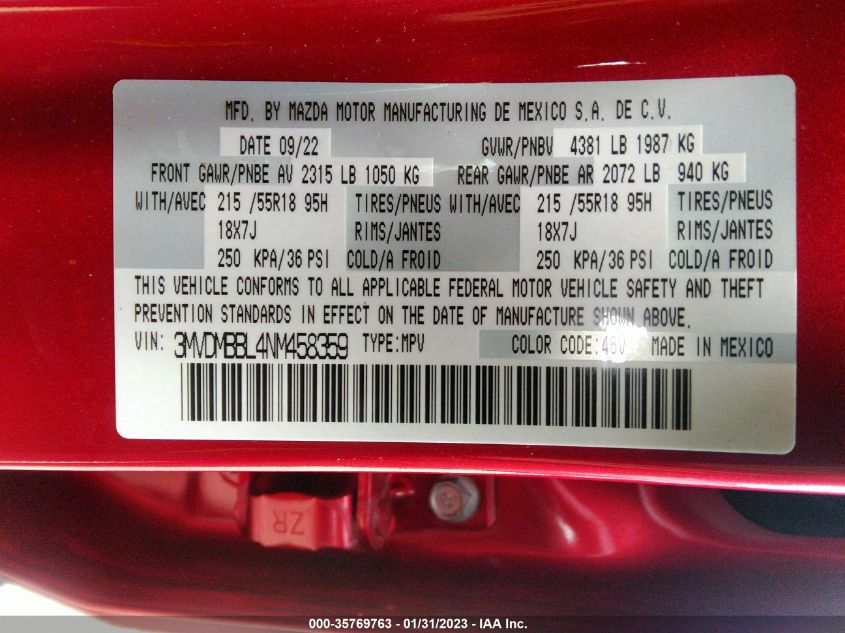 MFD. BY MAZDA MOTOR MANUFACTURING DE MEXICO S.A. DE C.V.
DATE 09/22 GVWR/PNBV 4381 LB 1987 KG
FRONT GAWR/PNBE AV 2315 LB 1050 KG REAR GAWR/PNBE AR 2072 LB 940 KG
WITH/AVEC 215 /55R18 95H TIRES/PNEUS WITH/AVEC 215 /55R18 95H TIRES/PNEUS
18X7J RIMS/JANTES 18X7J RIMS/JANTES
250 KPA/36 PSI COLD/A FROID 250 KPA/36 PSI COLD/A FROID
THIS VEHICLE CONFORMS TO ALL APPLICABLE FEDERAL MOTOR VEHICLE SAFETY AND THEFT
PREVENTION STANDARDS IN EFFECT ON THE DATE OF MANUFACTURE SHOWN ABOVE.
VIN: 3MVDMBBL4NM458359 TYPE:MPV COLOR CODE:46V MADE IN MEXICO
ZR
000-35769763 - 01/31/2023 - IAA Inc.